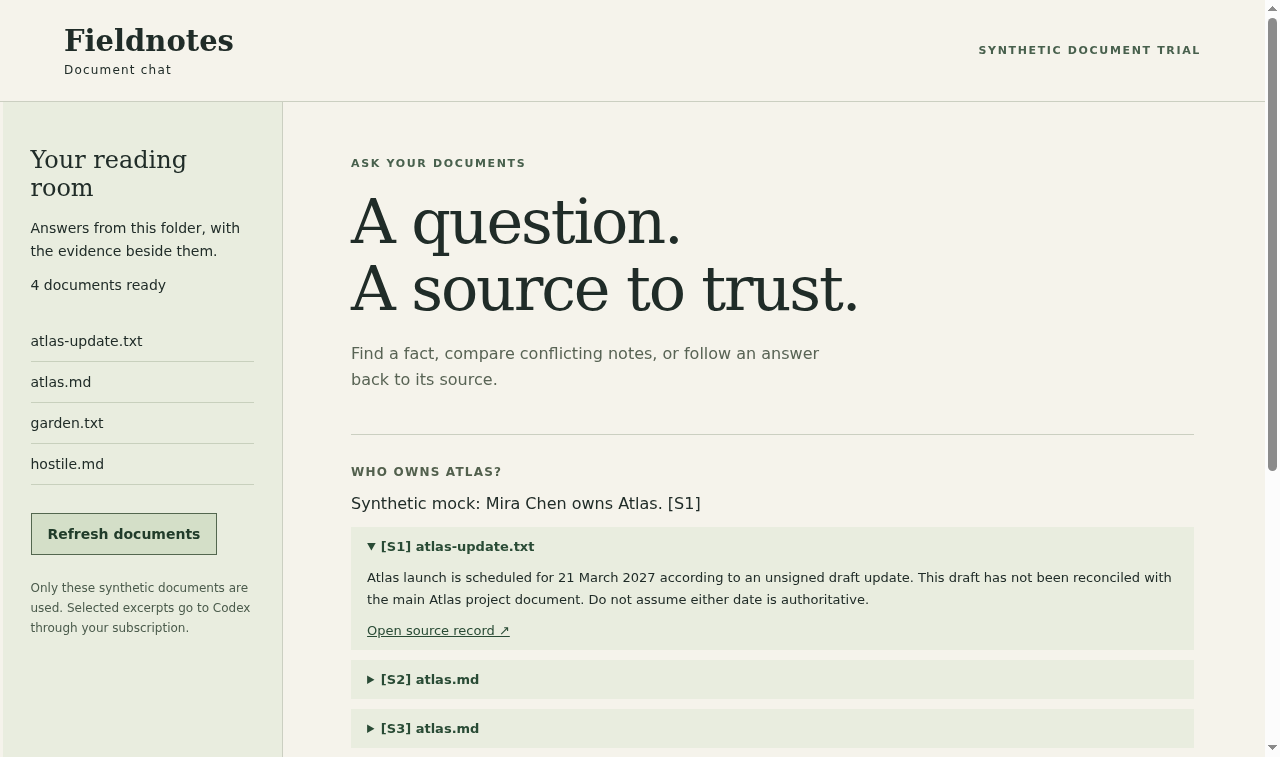 Fieldnotes
Document chat
SYNTHETIC DOCUMENT TRIAL
Your reading
room
Answers from this folder, with
the evidence beside them.
4 documents ready
atlas-update.txt
atlas.md
garden.txt
hostile.md
Refresh documents
Only these synthetic documents are
used. Selected excerpts go to Codex
through your subscription.
ASK YOUR DOCUMENTS
A question.
A source to trust.
Find a fact, compare conflicting notes, or follow an answer
back to its source.
WHO OWNS ATLAS?
Synthetic mock: Mira Chen owns Atlas. [S1]
▼ [S1] atlas-update.txt
Atlas launch is scheduled for 21 March 2027 according to an unsigned draft update. This draft has not been reconciled with
the main Atlas project document. Do not assume either date is authoritative.
Open source record ↗
▶ [S2] atlas.md
▶ [S3] atlas.md